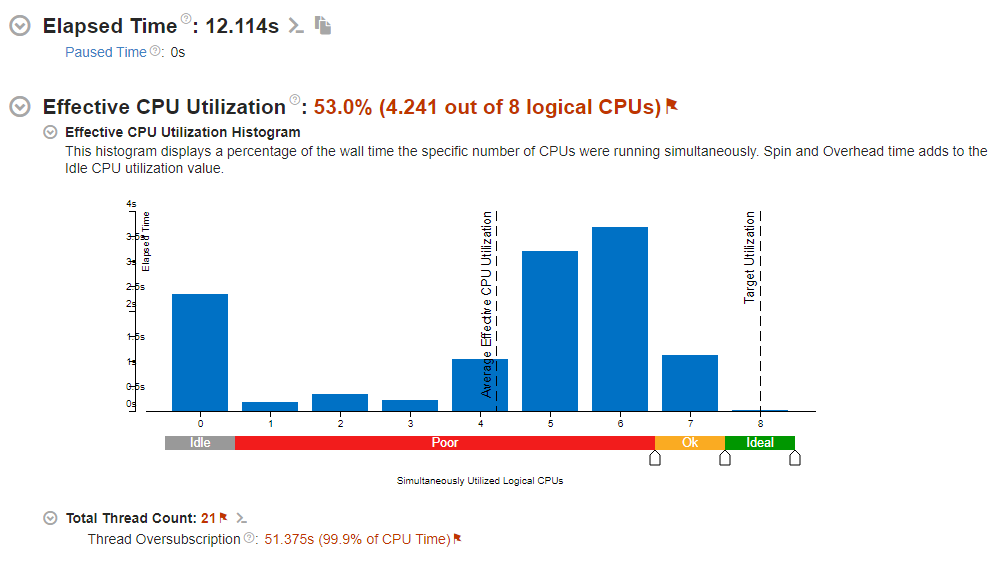 Elapsed Time ?: 12.114s
Paused Time ?: 0s
Effective CPU Utilization ?: 53.0% (4.241 out of 8 logical CPUs)
Effective CPU Utilization Histogram
This histogram displays a percentage of the wall time the specific number of CPUs were running simultaneously. Spin and Overhead time adds to the
Idle CPU utilization value.
4s
3.5s
3s
2.5s
2s
1.5s
1s
0.5s
0s
Elapsed Time
Average Effective CPU Utilization
Target Utilization
0 1 2 3 4 5 6 7 8
Idle Poor Ok Ideal
Simultaneously Utilized Logical CPUs
Total Thread Count: 21
Thread Oversubscription ?: 51.375s (99.9% of CPU Time)